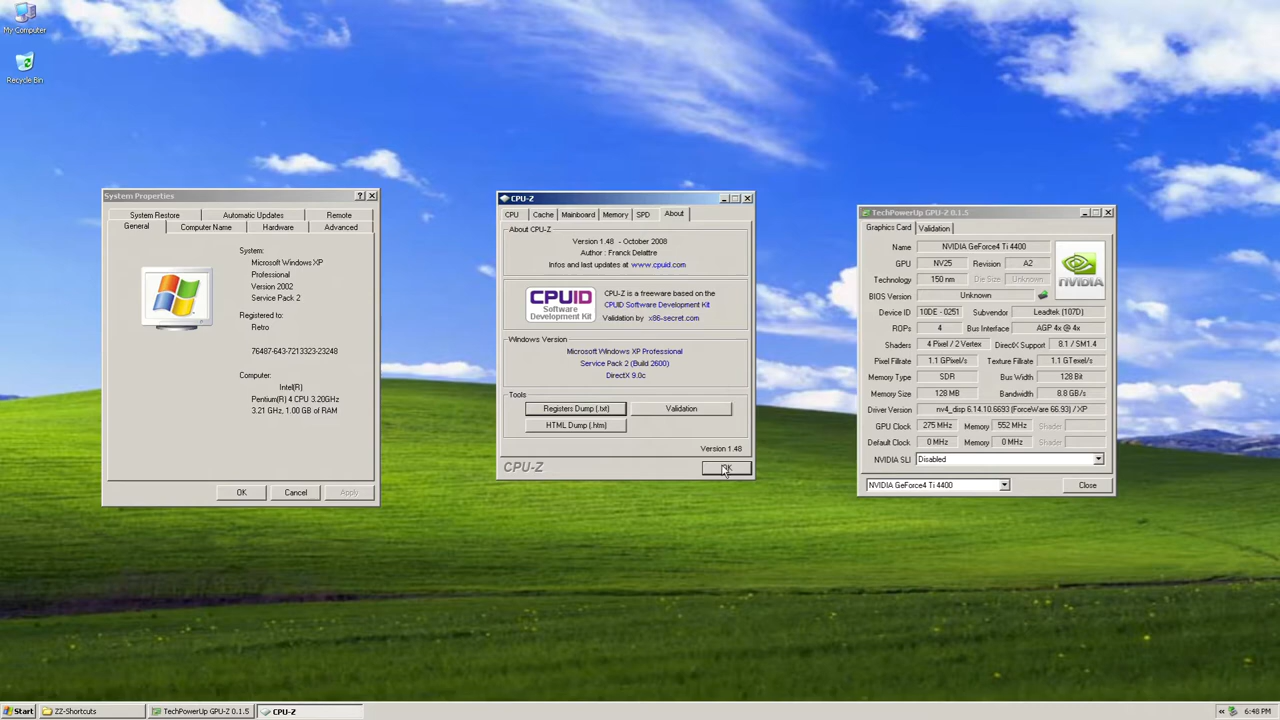 My Computer
Recycle Bin
System Properties
System Restore
Automatic Updates
Remote
General
Computer Name
Hardware
Advanced
System:
Microsoft Windows XP
Professional
Version 2002
Service Pack 2
Registered to:
Retro
76487-643-7213323-23248
Computer:
Intel(R)
Pentium(R) 4 CPU 3.20GHz
3.21 GHz, 1.00 GB of RAM
OK
Cancel
Apply
CPU-Z
CPU
Cache
Mainboard
Memory
SPD
About
About CPU-Z
Version 1.48 - October 2008
Author : Franck Delattre
Infos and last updates at www.cpuid.com
CPUID
Software
Development Kit
CPU-Z is a freeware based on the
CPUID Software Development Kit
Validation by x86-secret.com
Windows Version
Microsoft Windows XP Professional
Service Pack 2 (Build 2600)
DirectX 9.0c
Tools
Registers Dump (.txt)
Validation
HTML Dump (.htm)
Version 1.48
CPU-Z
OK
TechPowerUp GPU-Z 0.1.5
Graphics Card
Validation
Name NVIDIA GeForce4 Ti 4400
GPU NV25 Revision A2
Technology 150 nm Die Size Unknown
BIOS Version Unknown
NVIDIA
Device ID 10DE - 0251 Subvendor Leadtek (107D)
ROPs 4 Bus Interface AGP 4x @ 4x
Shaders 4 Pixel / 2 Vertex DirectX Support 8.1 / SM1.4
Pixel Fillrate 1.1 GPixel/s Texture Fillrate 1.1 GTexel/s
Memory Type SDR Bus Width 128 Bit
Memory Size 128 MB Bandwidth 8.8 GB/s
Driver Version nv4_disp 6.14.10.6693 (ForceWare 66.93) / XP
GPU Clock 275 MHz Memory 552 MHz Shader
Default Clock 0 MHz Memory 0 MHz Shader
NVIDIA SLI Disabled
NVIDIA GeForce4 Ti 4400
Close
Start
ZZ-Shortcuts
TechPowerUp GPU-Z 0.1.5
CPU-Z
6:48 PM